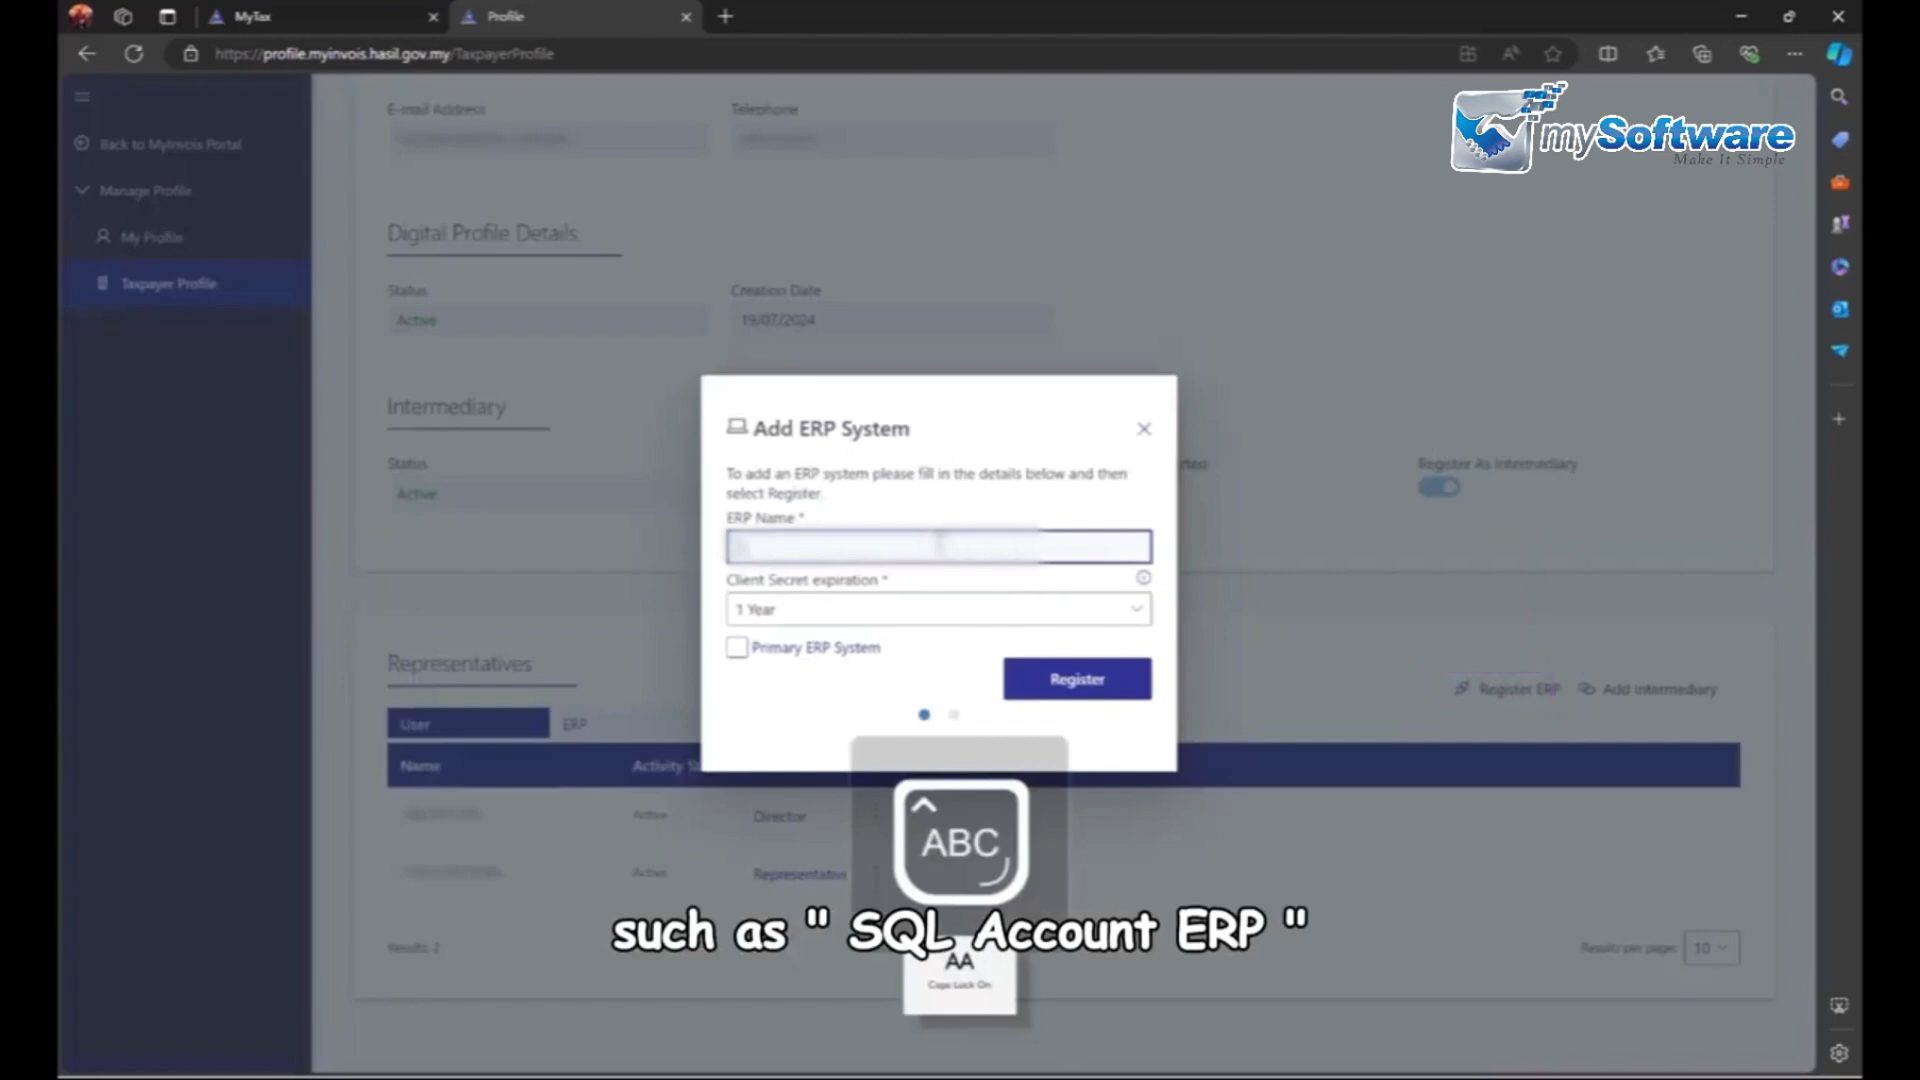 MyTax
Profile
https://profile.myinvois.hasil.gov.my/TaxpayerProfile
mySoftware
Make It Simple
Back to MyInvois Portal
Manage Profile
My Profile
Taxpayer Profile
E-mail Address
Telephone
Digital Profile Details
Status
Creation Date
Active
19/07/2024
Intermediary
Status
Register As Intermediary
Active
Add ERP System
To add an ERP system please fill in the details below and then
select Register.
ERP Name *
Client Secret expiration *
1 Year
Primary ERP System
Register
Representatives
Register ERP
Add Intermediary
User
ERP
Name
Activity
Active
Director
Active
Representative
ABC
such as " SQL Account ERP "
AA
Caps Lock On
Results: 2
Results per page:
10